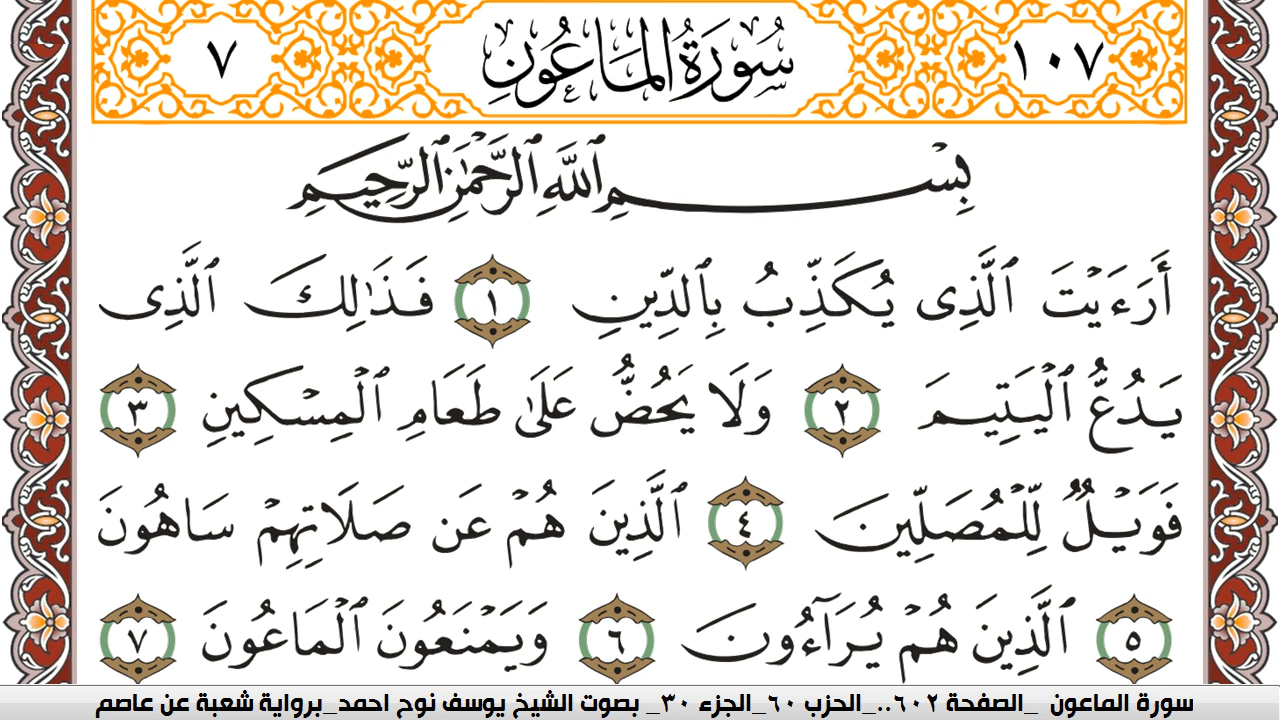 ١٠٧ سُورَةُ المَاعُونِ ٧
بِسْمِ ٱللَّهِ ٱلرَّحْمَٰنِ ٱلرَّحِيمِ
أَرَءَيْتَ ٱلَّذِى يُكَذِّبُ بِٱلدِّينِ ١ فَذَٰلِكَ ٱلَّذِى
يَدُعُّ ٱلْيَتِيمَ ٢ وَلَا يَحُضُّ عَلَىٰ طَعَامِ ٱلْمِسْكِينِ ٣
فَوَيْلٌ لِّلْمُصَلِّينَ ٤ ٱلَّذِينَ هُمْ عَن صَلَاتِهِمْ سَاهُونَ
٥ ٱلَّذِينَ هُمْ يُرَآءُونَ ٦ وَيَمْنَعُونَ ٱلْمَاعُونَ ٧
سورة الماعون _الصفحة ٦٠٢.._الحزب ٦٠_الجزء ٣٠_ بصوت الشيخ يوسف نوح احمد_برواية شعبة عن عاصم